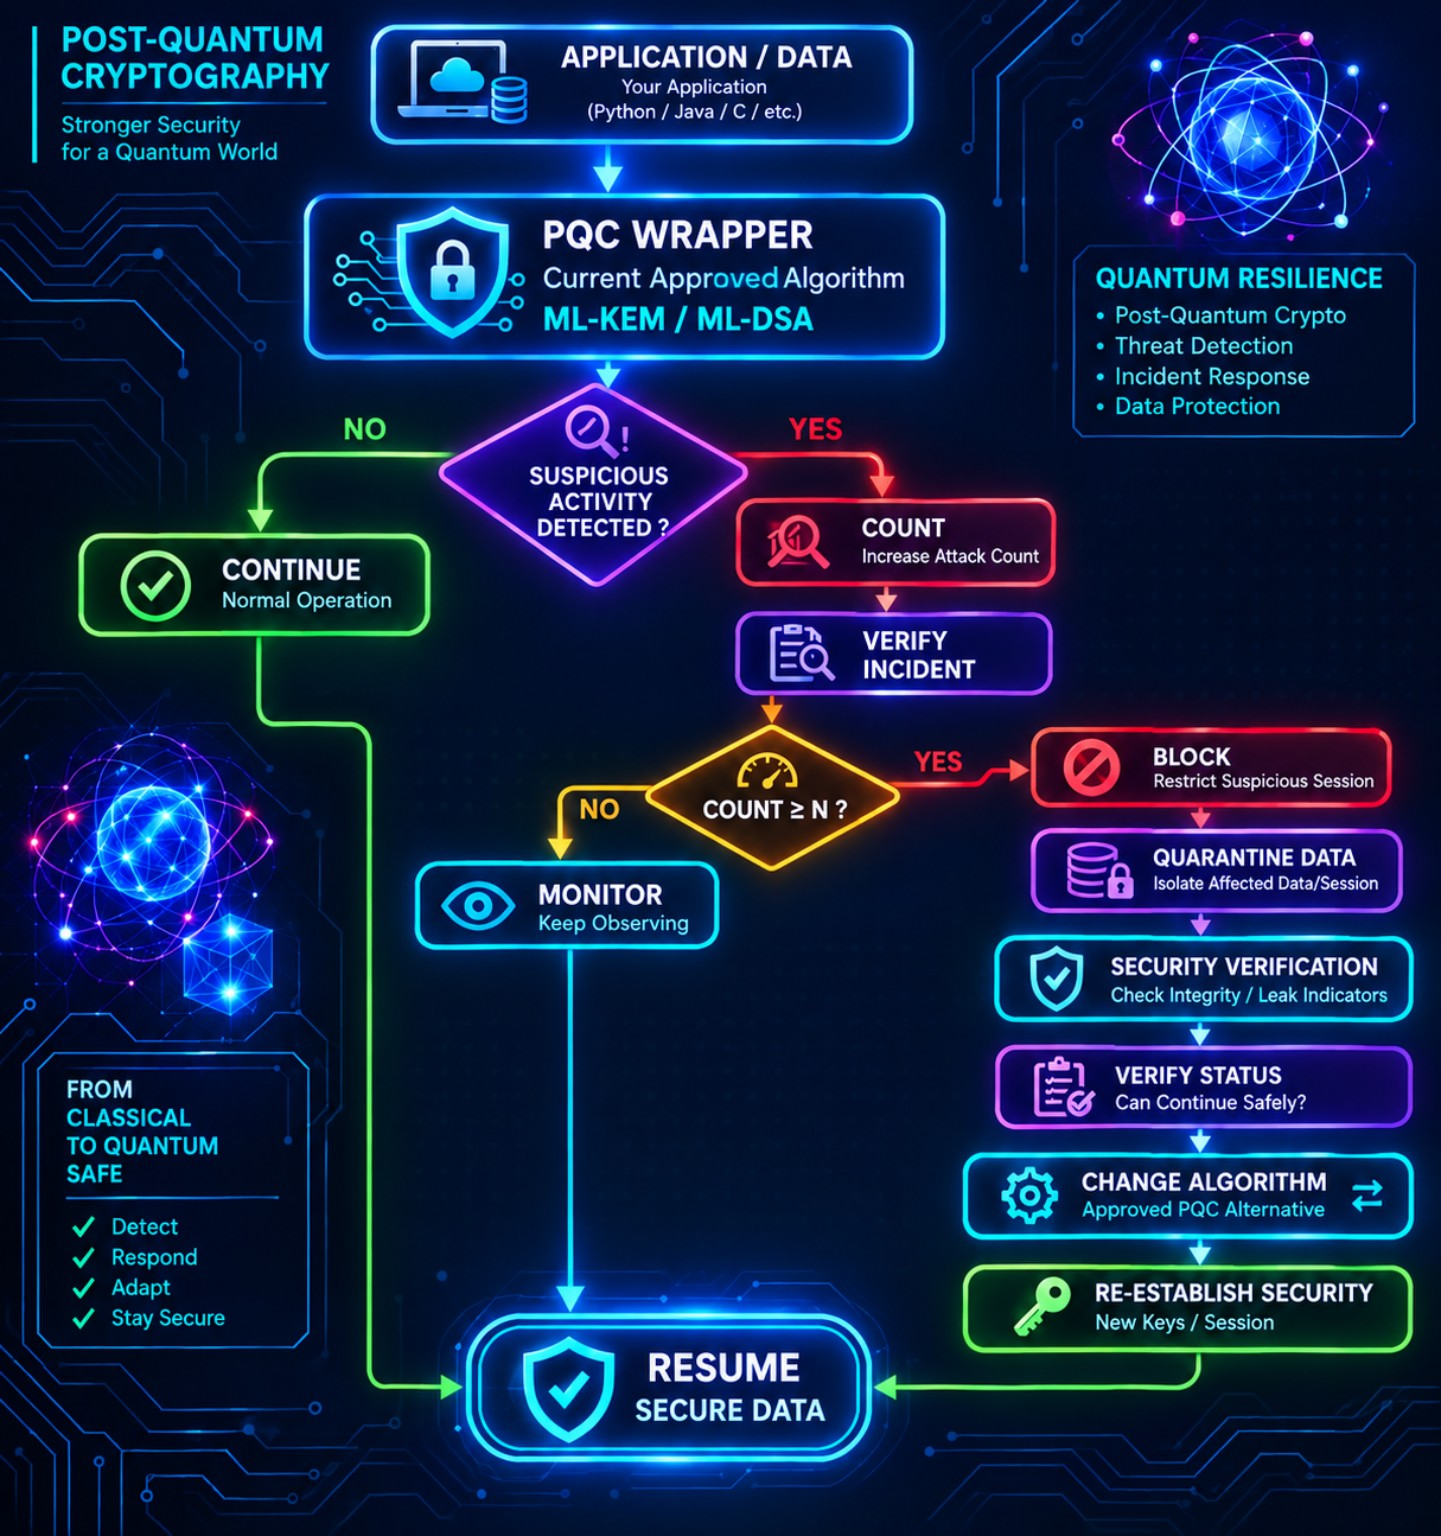 POST-QUANTUM
CRYPTOGRAPHY
Stronger Security
for a Quantum World
APPLICATION / DATA
Your Application
(Python / Java / C / etc.)
PQC WRAPPER
Current Approved Algorithm
ML-KEM / ML-DSA
QUANTUM RESILIENCE
• Post-Quantum Crypto
• Threat Detection
• Incident Response
• Data Protection
NO
YES
!
SUSPICIOUS
ACTIVITY
DETECTED ?
COUNT
Increase Attack Count
CONTINUE
Normal Operation
VERIFY
INCIDENT
COUNT ≥ N ?
YES
NO
BLOCK
Restrict Suspicious Session
MONITOR
Keep Observing
QUARANTINE DATA
Isolate Affected Data/Session
SECURITY VERIFICATION
Check Integrity / Leak Indicators
VERIFY STATUS
Can Continue Safely?
CHANGE ALGORITHM
Approved PQC Alternative
RE-ESTABLISH SECURITY
New Keys / Session
FROM
CLASSICAL
TO QUANTUM
SAFE
Detect
Respond
Adapt
Stay Secure
RESUME
SECURE DATA